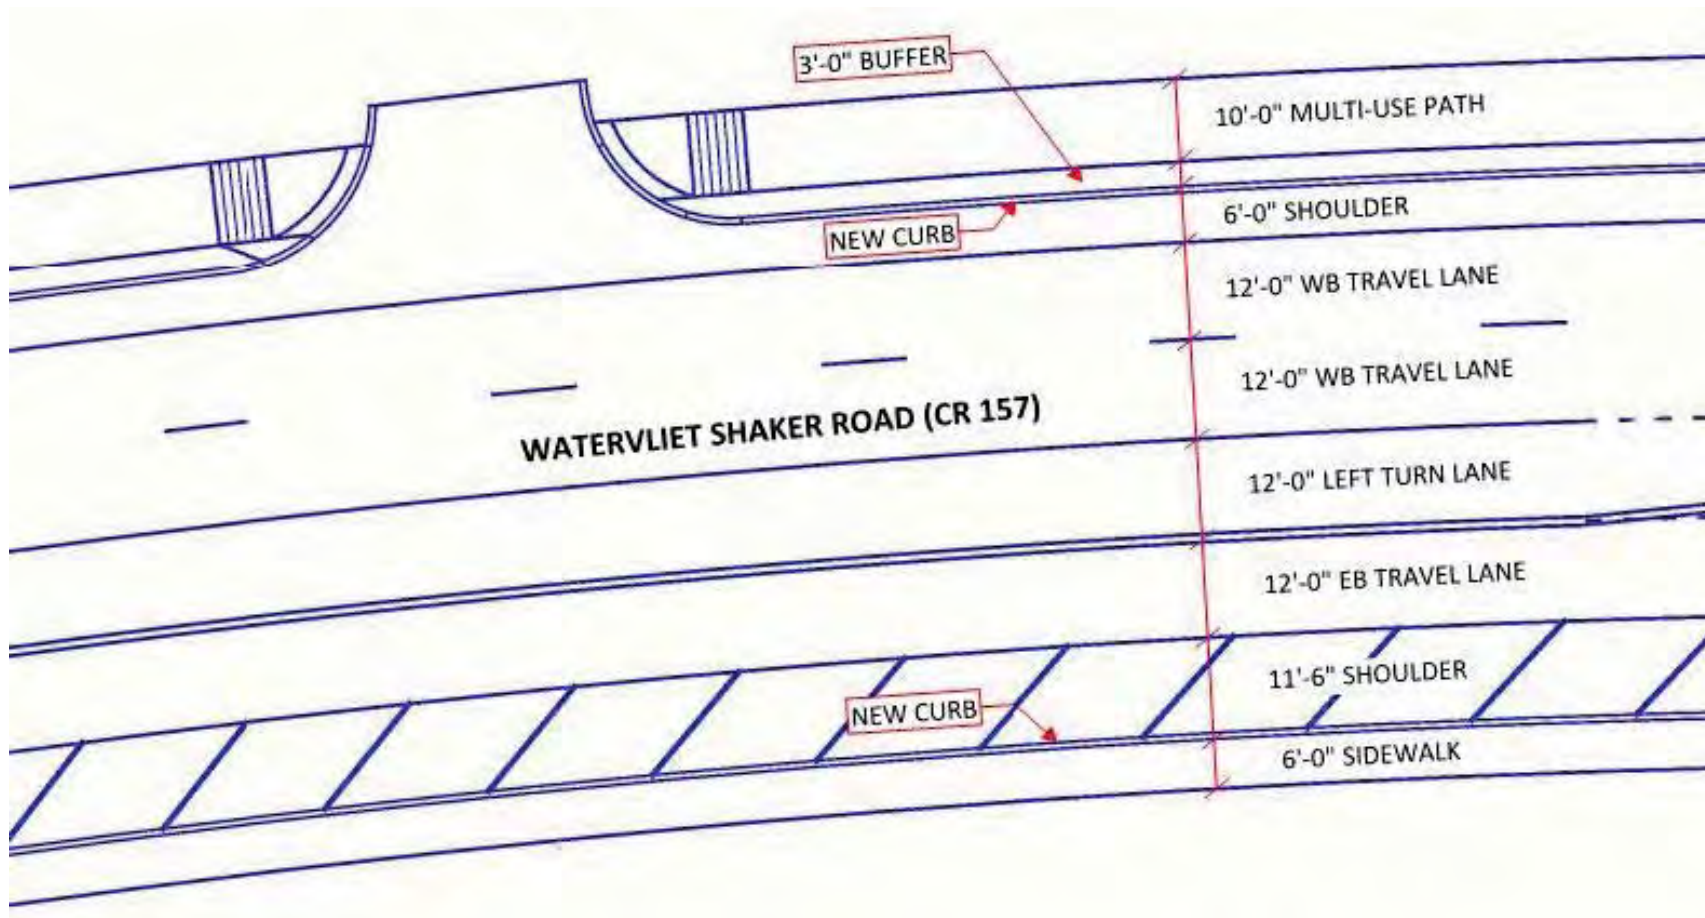 3'-0" BUFFER
10'-0" MULTI-USE PATH
6'-0" SHOULDER
NEW CURB
12'-0" WB TRAVEL LANE
12'-0" WB TRAVEL LANE
WATERVLIET SHAKER ROAD (CR 157)
12'-0" LEFT TURN LANE
12'-0" EB TRAVEL LANE
11'-6" SHOULDER
NEW CURB
6'-0" SIDEWALK